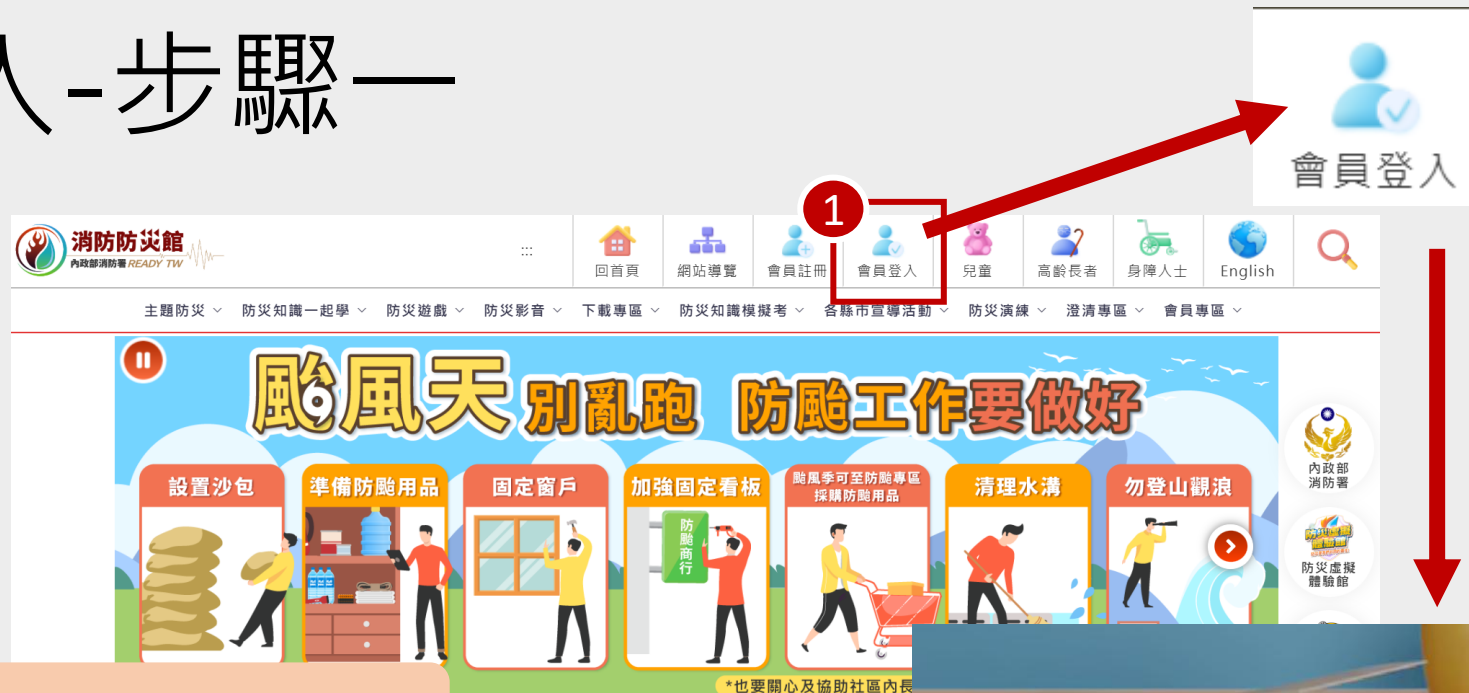 人-步驟一
會員登入
1
消防防災館
內政部消防署 READY TW
...
回首頁
網站導覽
會員註冊
會員登入
兒童
高齡長者
身障人士
English
主題防災
防災知識一起學
防災遊戲
防災影音
下載專區
防災知識模擬考
各縣市宣導活動
防災演練
澄清專區
會員專區
颱風天 別亂跑 防颱工作要做好
設置沙包
準備防颱用品
固定窗戶
加強固定看板
颱風季可至防颱專區
採購防颱用品
清理水溝
勿登山觀浪
防颱商行
內政部
消防署
防災虛擬
體驗館
*也要關心及協助社區內長